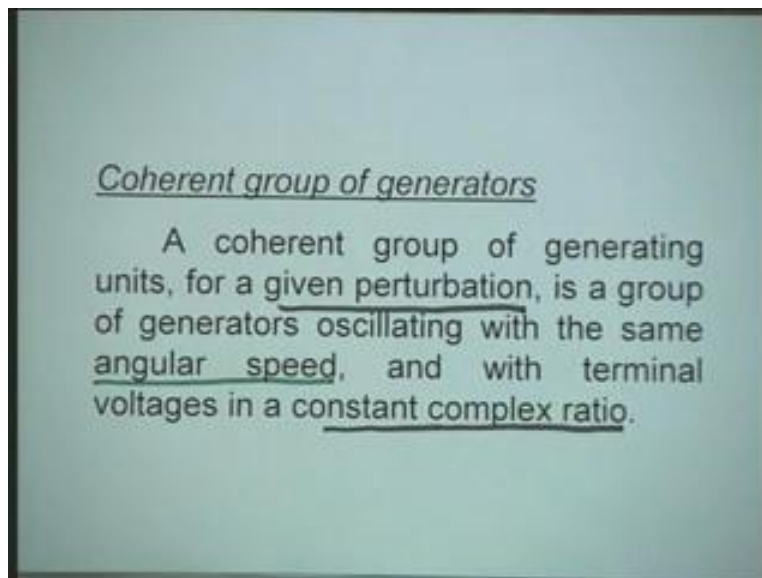 Coherent group of generators
A coherent group of generating
units, for a given perturbation, is a group
of generators oscillating with the same
angular speed, and with terminal
voltages in a constant complex ratio.